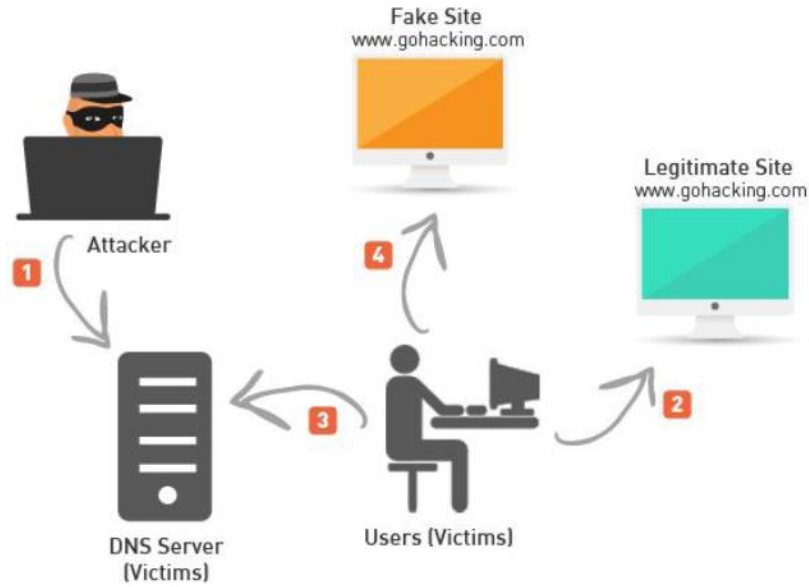 Fake Site
www.gohacking.com
Legitimate Site
www.gohacking.com
Attacker
1
4
2
3
DNS Server
(Victims)
Users (Victims)